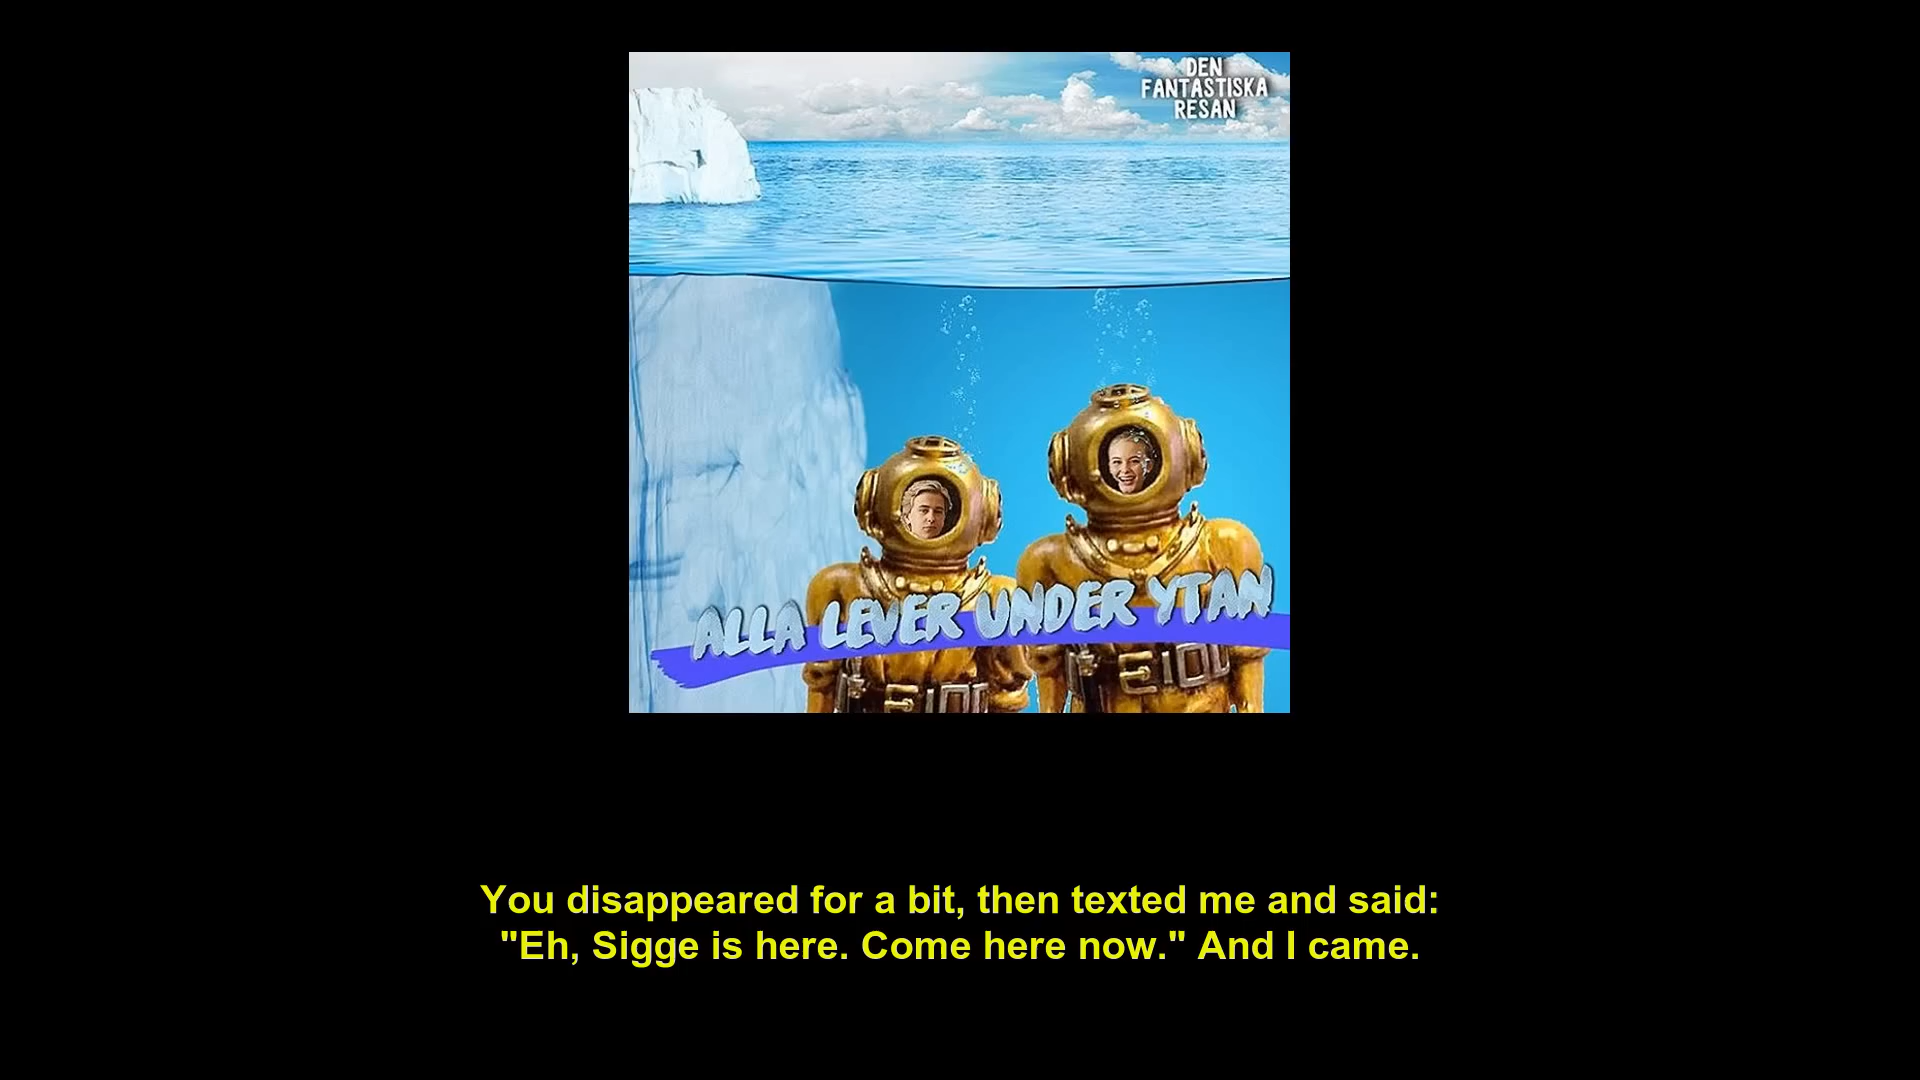 DEN
FANTASTISKA
RESAN
ALLA LEVER UNDER YTAN
You disappeared for a bit, then texted me and said:
"Eh, Sigge is here. Come here now." And I came.